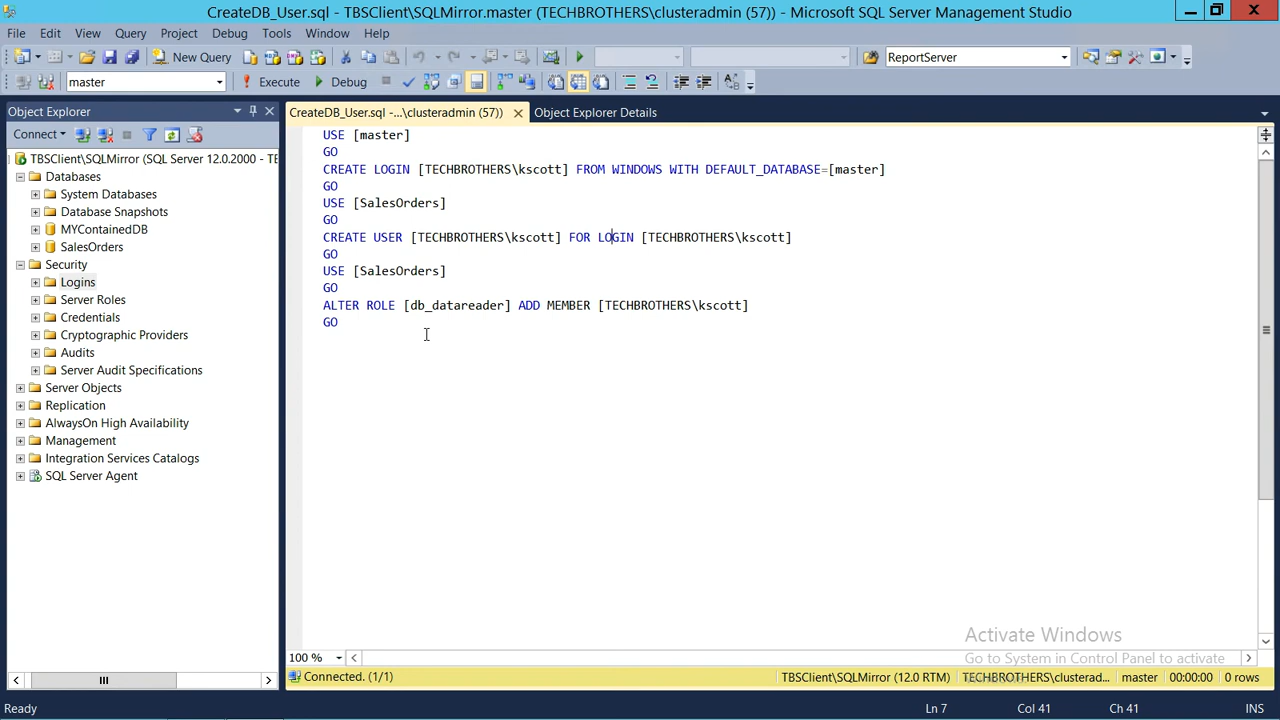 CreateDB_User.sql - TBSClient\SQLMirror.master (TECHBROTHERS\clusteradmin (57)) - Microsoft SQL Server Management Studio
File Edit View Query Project Debug Tools Window Help
New Query ReportServer
master Execute Debug
Object Explorer
CreateDB_User.sql -...\clusteradmin (57)) Object Explorer Details
Connect
TBSClient\SQLMirror (SQL Server 12.0.2000 - TE
Databases
System Databases
Database Snapshots
MYContainedDB
SalesOrders
Security
Logins
Server Roles
Credentials
Cryptographic Providers
Audits
Server Audit Specifications
Server Objects
Replication
AlwaysOn High Availability
Management
Integration Services Catalogs
SQL Server Agent
USE [master]
GO
CREATE LOGIN [TECHBROTHERS\kscott] FROM WINDOWS WITH DEFAULT_DATABASE=[master]
GO
USE [SalesOrders]
GO
CREATE USER [TECHBROTHERS\kscott] FOR LOGIN [TECHBROTHERS\kscott]
GO
USE [SalesOrders]
GO
ALTER ROLE [db_datareader] ADD MEMBER [TECHBROTHERS\kscott]
GO
Activate Windows
Go to System in Control Panel to activate
100 %
Connected. (1/1) TBSClient\SQLMirror (12.0 RTM) TECHBROTHERS\clusterad... master 00:00:00 0 rows
Ready Ln 7 Col 41 Ch 41 INS